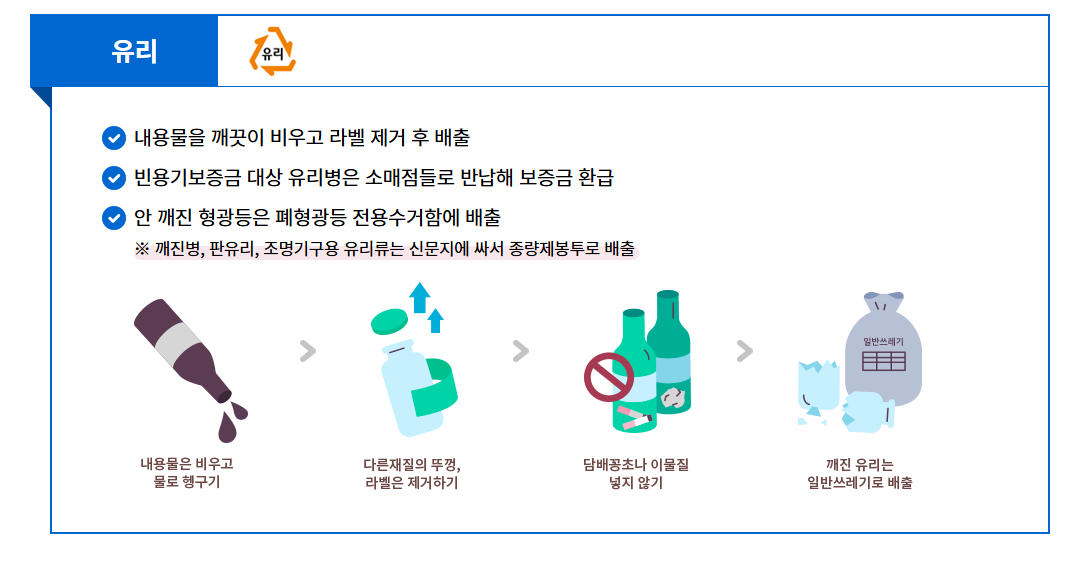 유리
유리
내용물을 깨끗이 비우고 라벨 제거 후 배출
빈용기보증금 대상 유리병은 소매점들로 반납해 보증금 환급
안 깨진 형광등은 폐형광등 전용수거함에 배출
※ 깨진병, 판유리, 조명기구용 유리류는 신문지에 싸서 종량제봉투로 배출
일반쓰레기
내용물은 비우고
물로 헹구기
다른재질의 뚜껑,
라벨은 제거하기
담배꽁초나 이물질
넣지 않기
깨진 유리는
일반쓰레기로 배출